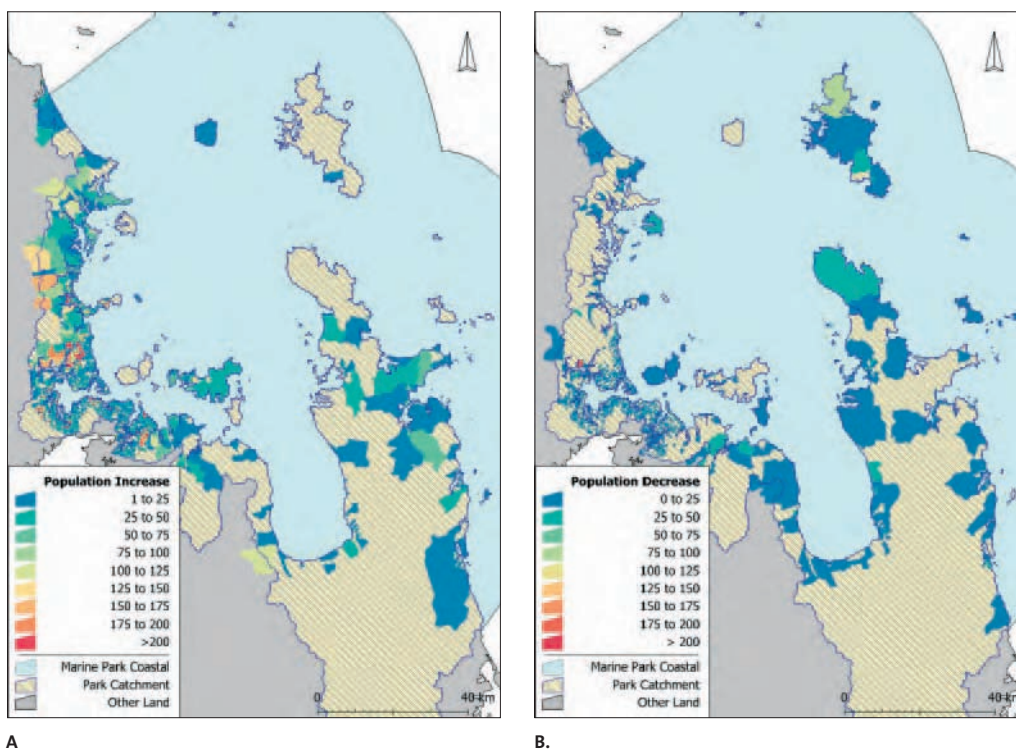 Population Increase
1 to 25
25 to 50
50 to 75
75 to 100
100 to 125
125 to 150
150 to 175
175 to 200
>200
Marine Park Coastal
Park Catchment
Other Land
0
40 km
A
Population Decrease
0 to 25
25 to 50
50 to 75
75 to 100
100 to 125
125 to 150
150 to 175
175 to 200
> 200
Marine Park Coastal
Park Catchment
Other Land
0
40 km
B.